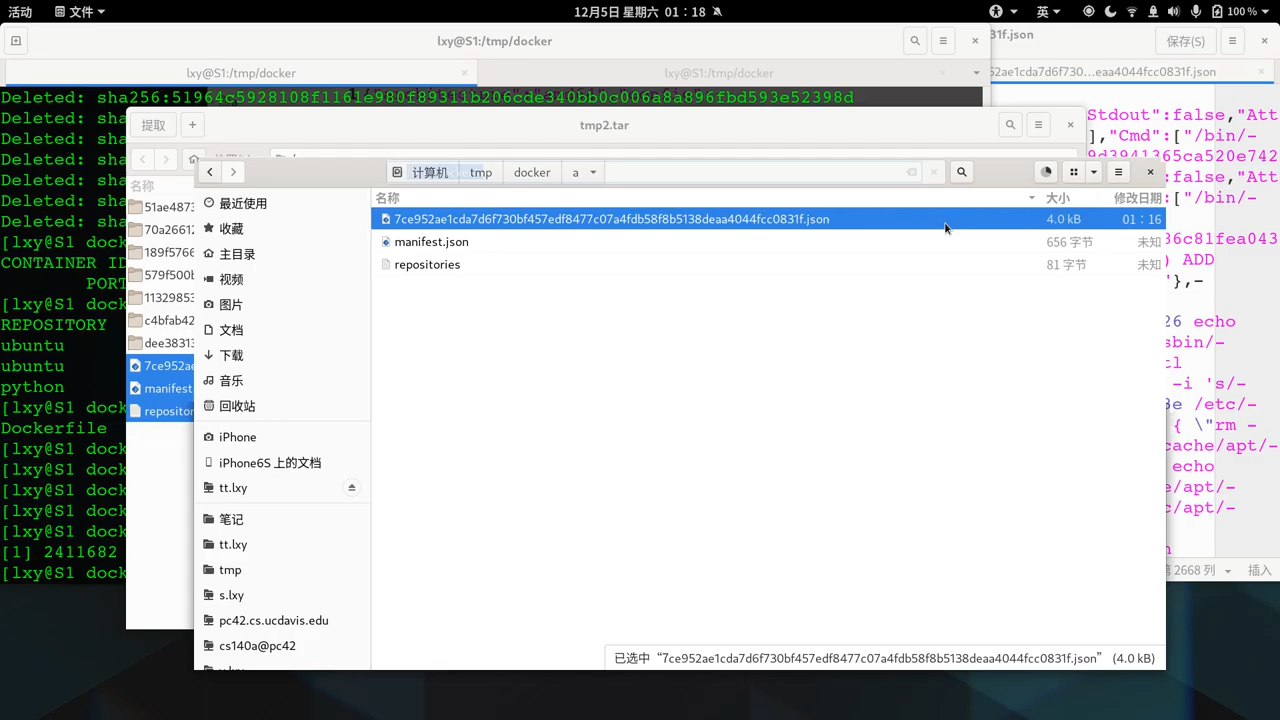 活动 文件 12月5日 星期六 01：18 英 100 %
lxy@S1:/tmp/docker
lxy@S1:/tmp/docker lxy@S1:/tmp/docker
31f.json 保存(S)
52ae1cda7d6f730...eaa4044fcc0831f.json
Deleted: sha256:51964c5928108f1161e980f89311b206cde340bb0c006a8a896fbd593e52398d
Deleted: sha
Deleted: sha
Deleted: sha
Deleted: sha
Deleted: sha
Deleted: sha
[lxy@S1 dock
CONTAINER ID
PORT
[lxy@S1 dock
REPOSITORY
ubuntu
ubuntu
python
[lxy@S1 dock
Dockerfile
[lxy@S1 dock
[lxy@S1 dock
[lxy@S1 dock
[lxy@S1 dock
[lxy@S1 dock
[1] 2411682
[lxy@S1 dock
提取 tmp2.tar
名称
51ae4873
70a26612
189f5766
579f500b
11329853
c4bfab42
dee38313
7ce952ae
manifest
repositor
计算机 tmp docker a
最近使用
收藏
主目录
视频
图片
文档
下载
音乐
回收站
iPhone
iPhone6S 上的文档
tt.lxy
笔记
tt.lxy
tmp
s.lxy
pc42.cs.ucdavis.edu
cs140a@pc42
名称 大小 修改日期
7ce952ae1cda7d6f730bf457edf8477c07a4fdb58f8b5138deaa4044fcc0831f.json 4.0 kB 01：16
manifest.json 656 字节 未知
repositories 81 字节 未知
已选中“7ce952ae1cda7d6f730bf457edf8477c07a4fdb58f8b5138deaa4044fcc0831f.json” (4.0 kB)
Stdout":false,"Att
],"Cmd":["/bin/-
9d3941365ca520e742
":false,"Att
"Cmd":["/bin/-
36c81fea043
) ADD
"},-
26 echo
sbin/-
tl
-i 's/-
Be /etc/-
{ \"rm -
cache/apt/-
echo
e/apt/-
c/apt/-
n
第 2668 列 插入